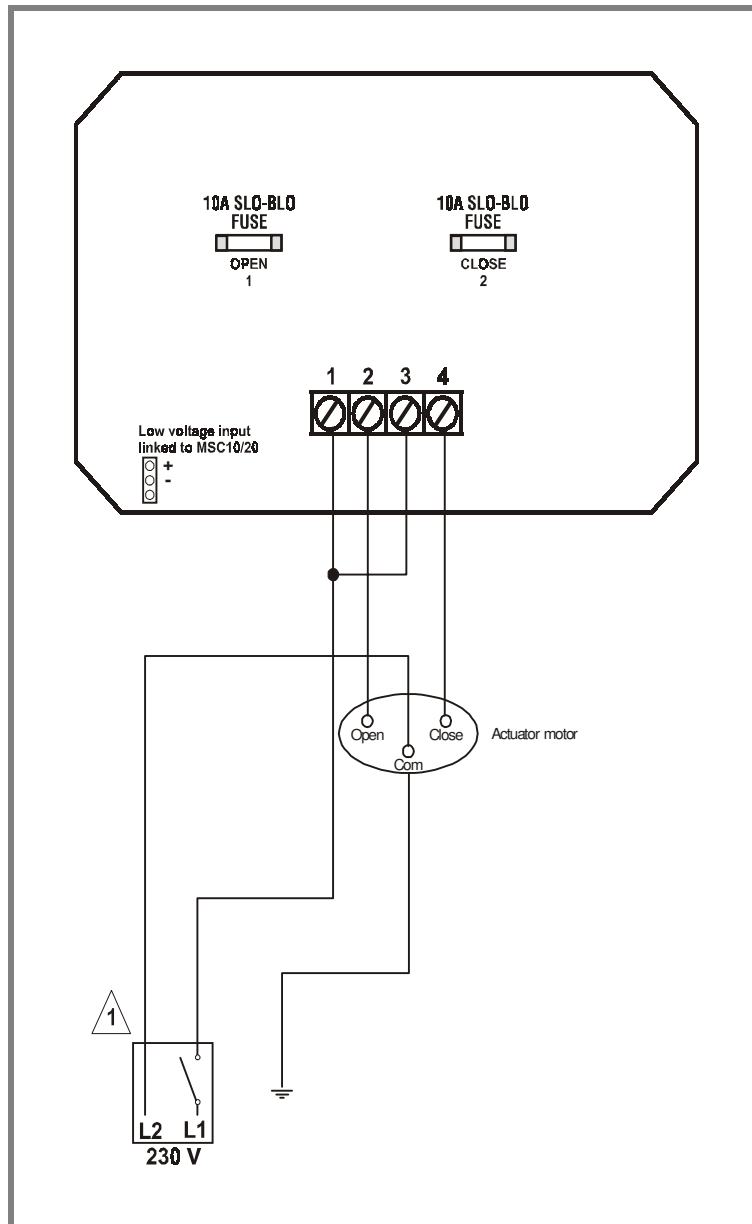 10A SLO-BLO
FUSE
OPEN
1
10A SLO-BLO
FUSE
CLOSE
2
1 2 3 4
Low voltage input
linked to MSC10/20
+
-
Open
Close
Com
Actuator motor
1
L2 L1
230 V